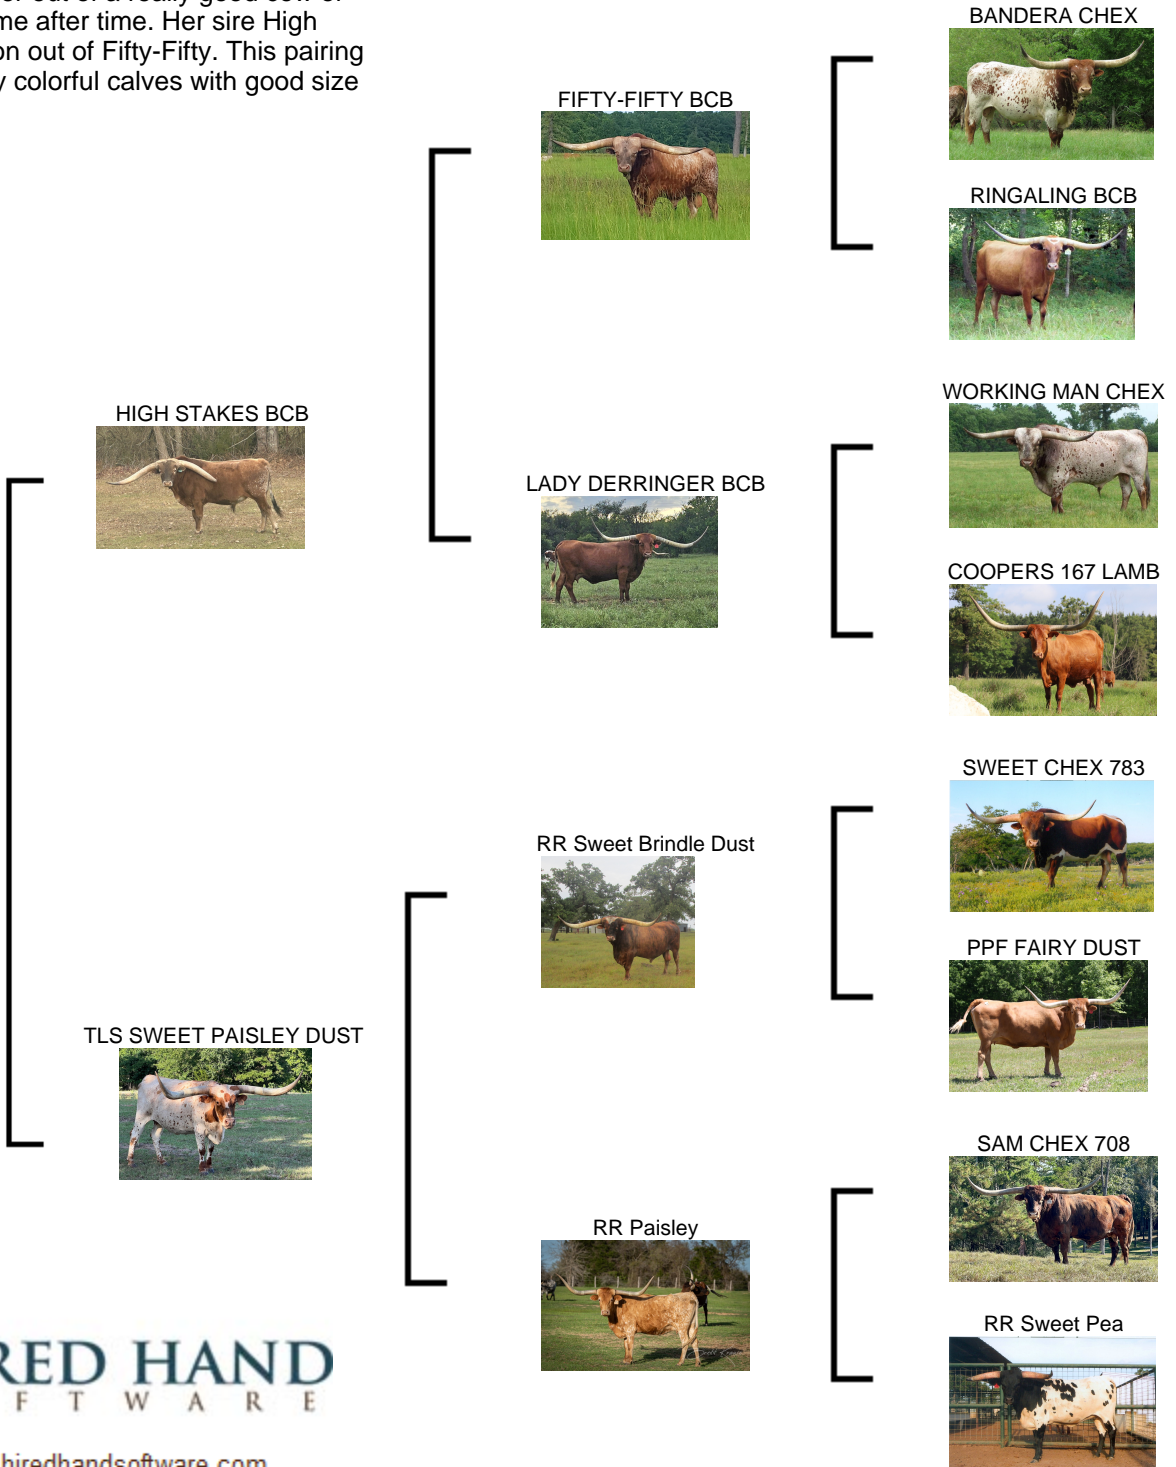 me after time. Her sire High
on out of Fifty-Fifty. This pairing
y colorful calves with good size
BANDERA CHEX
FIFTY-FIFTY BCB
RINGALING BCB
HIGH STAKES BCB
WORKING MAN CHEX
LADY DERRINGER BCB
COOPERS 167 LAMB
SWEET CHEX 783
RR Sweet Brindle Dust
PPF FAIRY DUST
TLS SWEET PAISLEY DUST
SAM CHEX 708
RR Paisley
RR Sweet Pea
RED HAND
F T W A R E
hiredhandsoftware.com